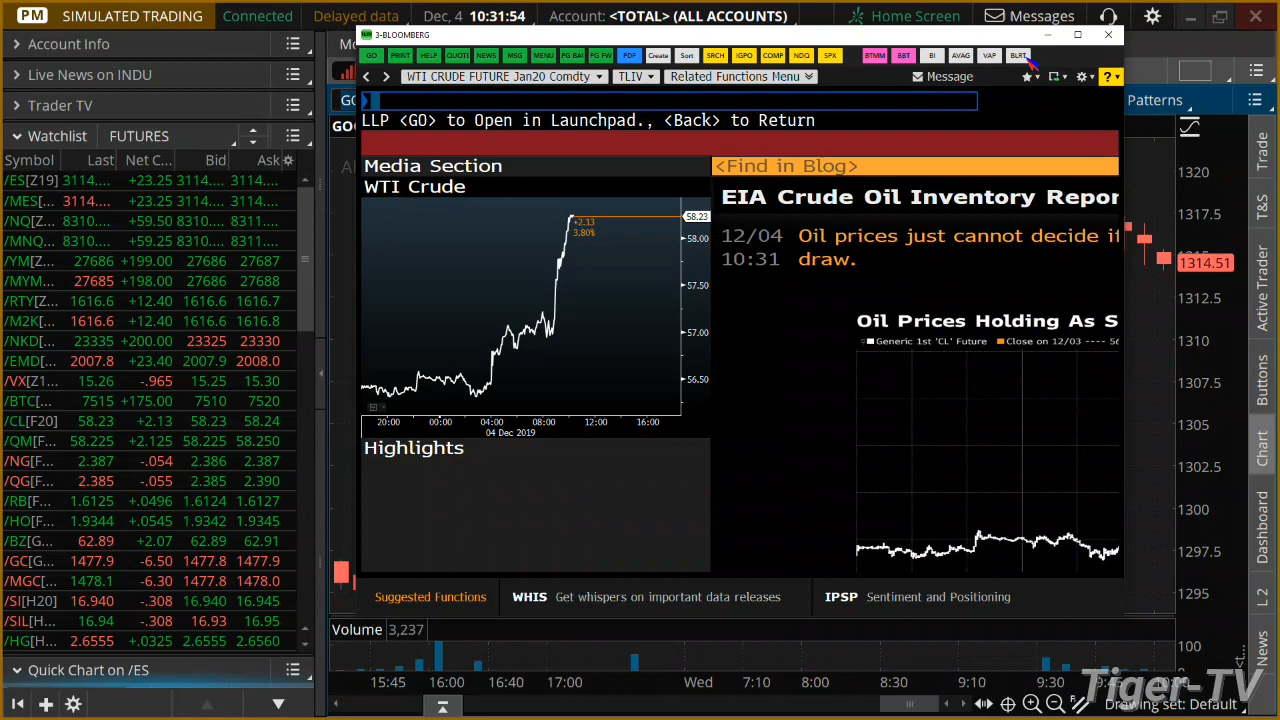 PM SIMULATED TRADING Connected Delayed data Dec, 4 10:31:54 Account: <TOTAL> (ALL ACCOUNTS) Home Screen Messages
Account Info
Live News on INDU
Trader TV
Watchlist FUTURES
Symbol Last Net C... Bid Ask
/ES[Z19] 3114.... +23.25 3114.... 3114....
/MES[... 3114.... +23.25 3114.... 3114....
/NQ[Z... 8310.... +59.50 8310.... 8310....
/MNQ... 8310.... +59.25 8310.... 8310....
/YM[Z... 27686 +199.00 27686 27687
/MYM... 27685 +198.00 27685 27687
/RTY[Z... 1616.6 +12.40 1616.6 1616.7
/M2K[... 1616.6 +12.40 1616.6 1616.8
/NKD[... 23335 +200.00 23325 23330
/EMD[... 2007.8 +23.40 2007.9 2008.0
/VX[Z1... 15.26 -.965 15.25 15.30
/BTC[... 7515 +175.00 7510 7520
/CL[F20] 58.23 +2.13 58.23 58.24
/QM[F... 58.225 +2.125 58.225 58.250
/NG[F... 2.387 -.054 2.386 2.387
/QG[F... 2.385 -.055 2.385 2.390
/RB[F... 1.6125 +.0496 1.6124 1.6127
/HO[F... 1.9344 +.0545 1.9342 1.9345
/BZ[G... 62.89 +2.07 62.89 62.91
/GC[G... 1477.9 -6.50 1477.8 1477.9
/MGC[... 1478.1 -6.30 1477.8 1478.0
/SI[H20] 16.940 -.308 16.940 16.945
/SIL[H... 16.94 -.308 16.93 16.95
/HG[H... 2.6555 +.0325 2.6555 2.6560
Quick Chart on /ES
3-BLOOMBERG
GO PRINT HELP QUOTE NEWS MSG MENU PG BAC PG FW PDF Create Sort SRCH IGPO COMP NDQ SPX BTMM BBT BI AVAG VAP BLRT
WTI CRUDE FUTURE Jan20 Comdty TLIV Related Functions Menu Message ?
LLP <GO> to Open in Launchpad., <Back> to Return
Media Section
WTI Crude
58.23
+2.13
3.80%
58.00
57.50
57.00
56.50
20:00 00:00 04:00 08:00 12:00 16:00
04 Dec 2019
Highlights
<Find in Blog>
EIA Crude Oil Inventory Repor
12/04 Oil prices just cannot decide if
10:31 draw.
Oil Prices Holding As S
Generic 1st 'CL' Future Close on 12/03 ---- 56
Suggested Functions WHIS Get whispers on important data releases IPSP Sentiment and Positioning
Patterns
1320
1317.5
1314.51
1312.5
1310
1307.5
1305
1302.5
1300
1297.5
1295
Volume 3,237
100
15:45 16:00 16:40 17:00 Wed 7:10 8:00 8:30 9:10 9:30 9:45
Drawing set: Default
Trade
T&S
Active Trader
Buttons
Chart
Dashboard
L 2
News
Tiger-TV